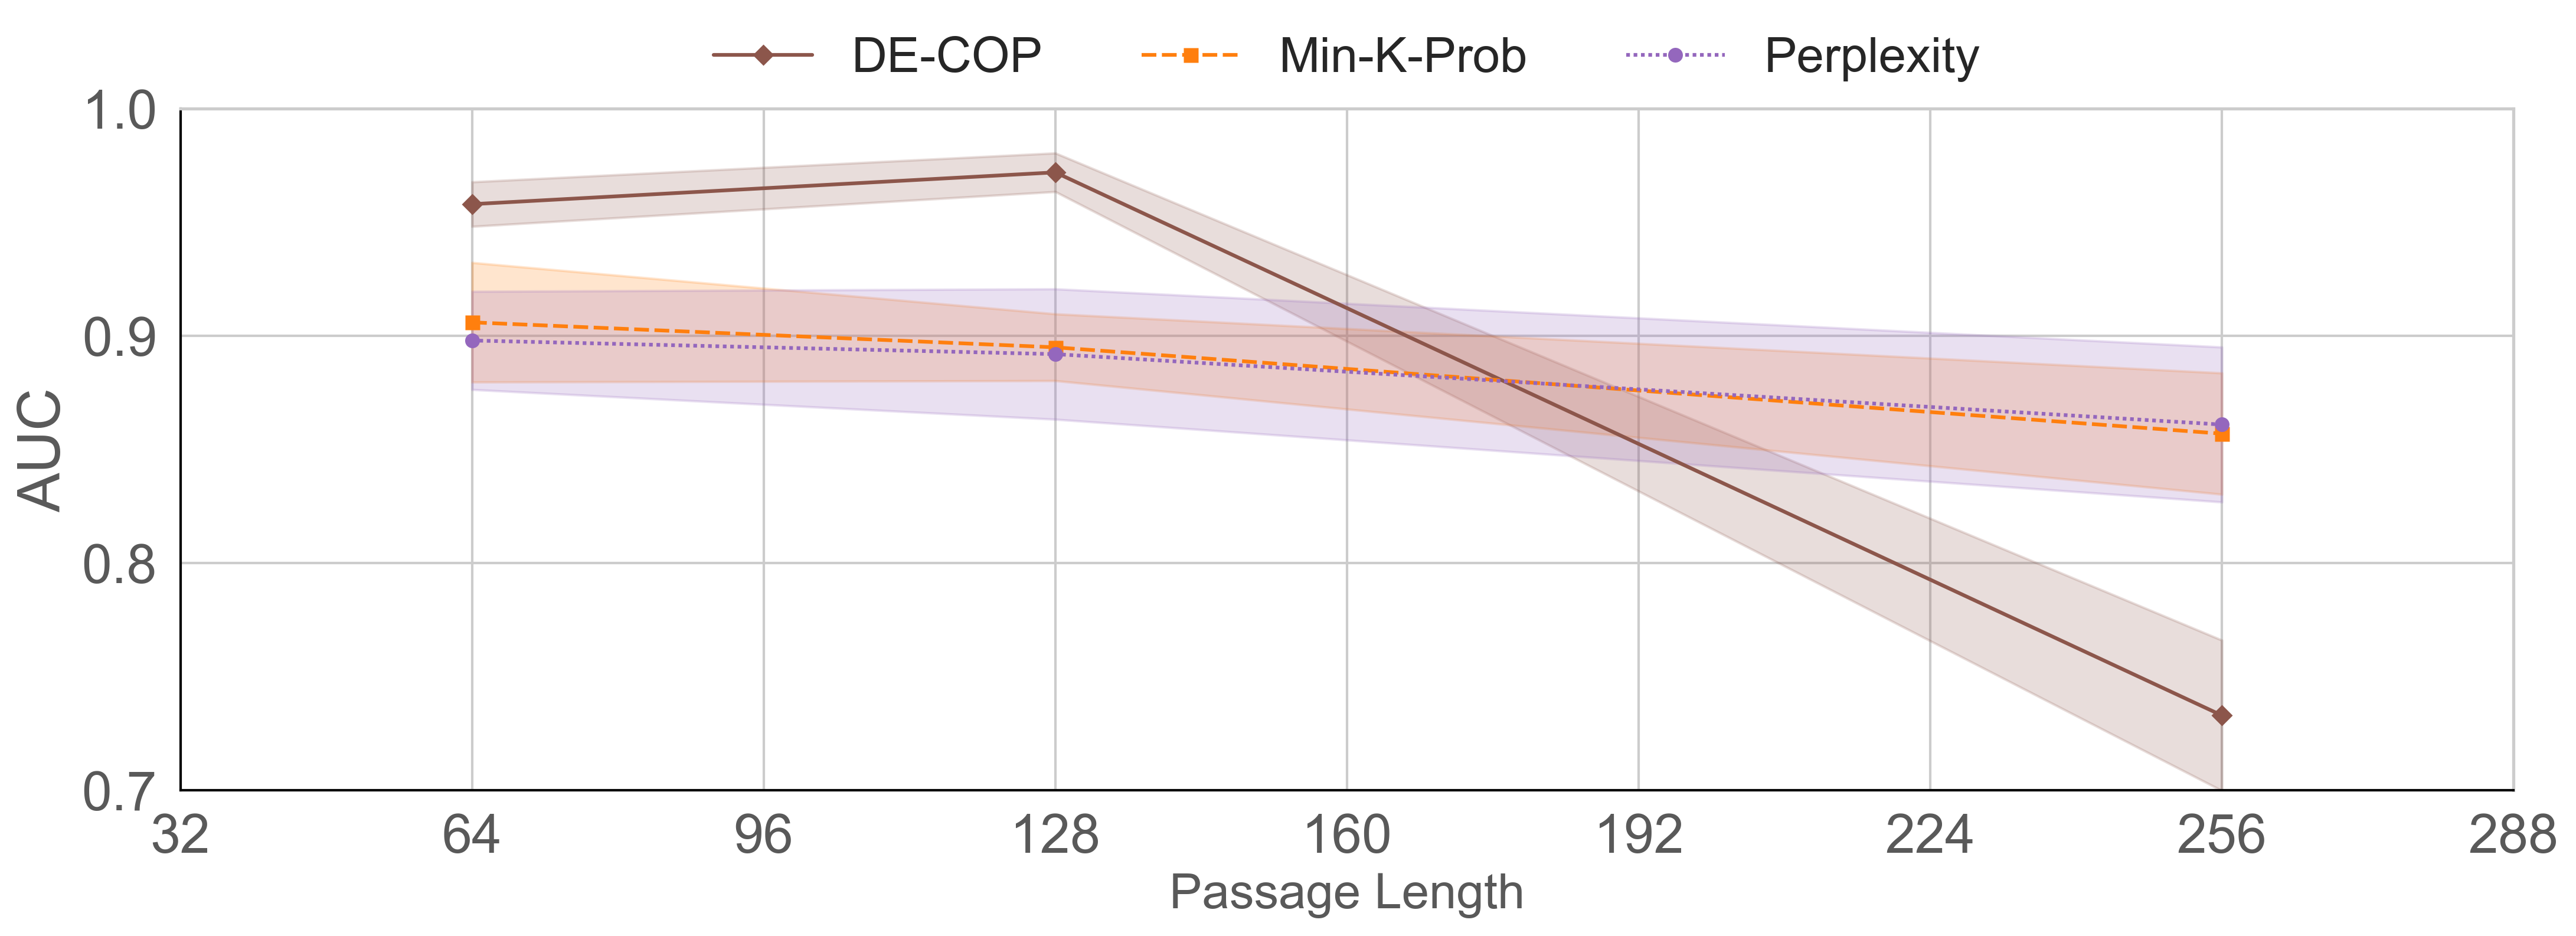 DE-COP Min-K-Prob Perplexity
1.0
0.9
0.8
0.7
AUC
32 64 96 128 160 192 224 256 288
Passage Length